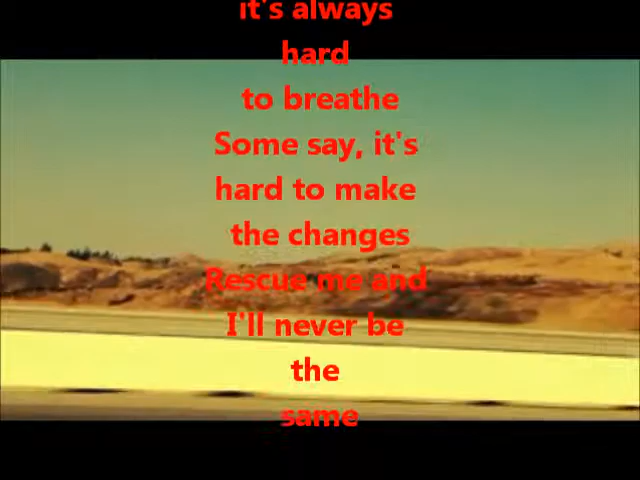 it's always
hard
to breathe
Some say, it's
hard to make
the changes
Rescue me and
I'll never be
the
same